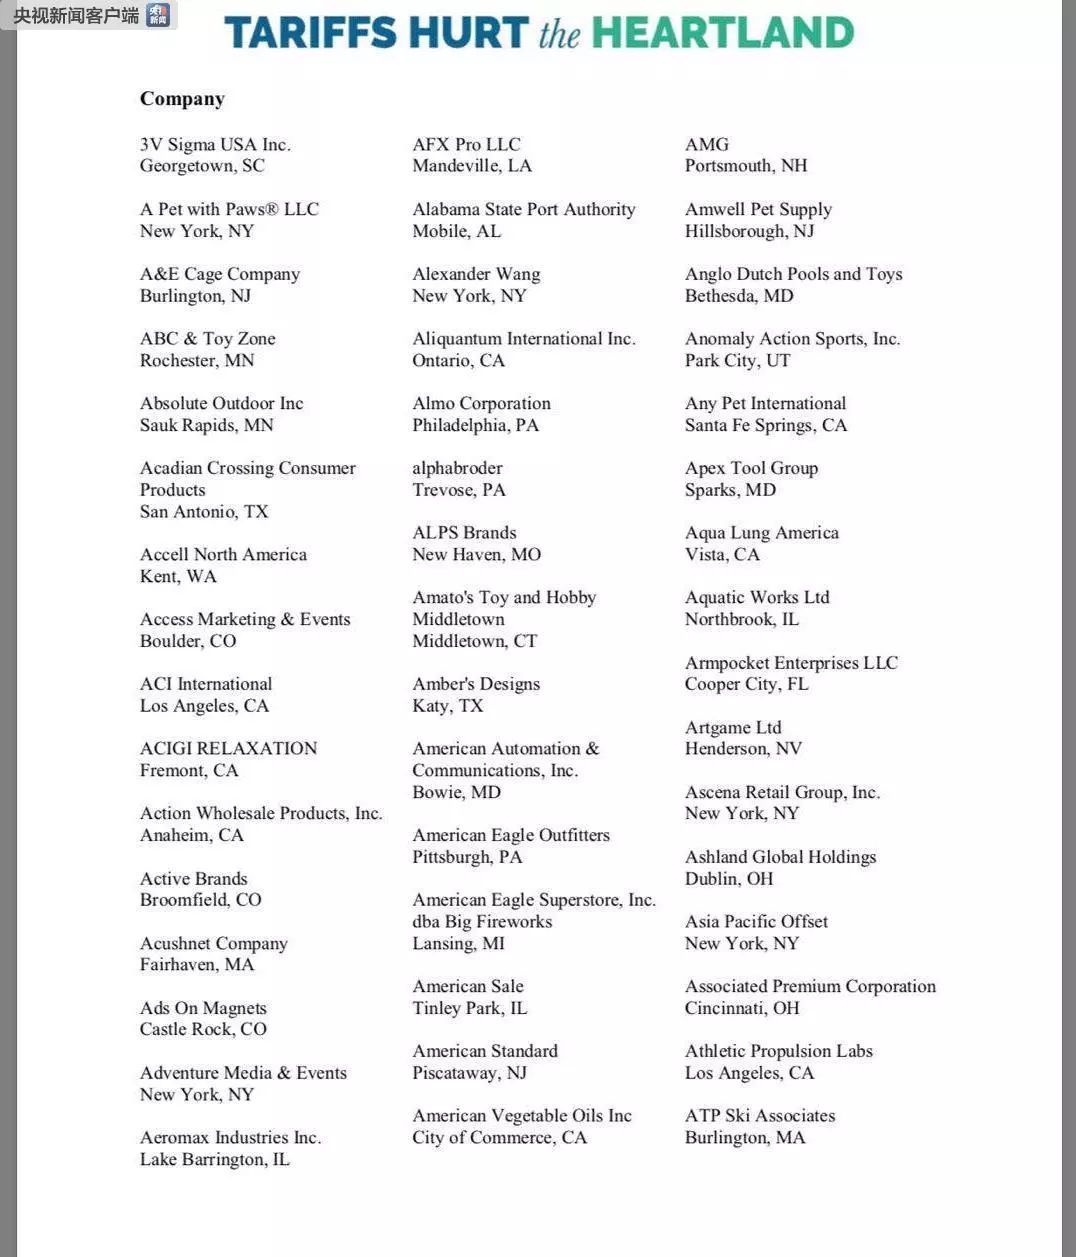 央视新闻客户端
央视
新闻
TARIFFS HURT the HEARTLAND
Company
3V Sigma USA Inc.
Georgetown, SC
A Pet with Paws® LLC
New York, NY
A&E Cage Company
Burlington, NJ
ABC & Toy Zone
Rochester, MN
Absolute Outdoor Inc
Sauk Rapids, MN
Acadian Crossing Consumer
Products
San Antonio, TX
Accell North America
Kent, WA
Access Marketing & Events
Boulder, CO
ACI International
Los Angeles, CA
ACIGI RELAXATION
Fremont, CA
Action Wholesale Products, Inc.
Anaheim, CA
Active Brands
Broomfield, CO
Acushnet Company
Fairhaven, MA
Ads On Magnets
Castle Rock, CO
Adventure Media & Events
New York, NY
Aeromax Industries Inc.
Lake Barrington, IL
AFX Pro LLC
Mandeville, LA
Alabama State Port Authority
Mobile, AL
Alexander Wang
New York, NY
Aliquantum International Inc.
Ontario, CA
Almo Corporation
Philadelphia, PA
alphabroder
Trevose, PA
ALPS Brands
New Haven, MO
Amato's Toy and Hobby
Middletown
Middletown, CT
Amber's Designs
Katy, TX
American Automation &
Communications, Inc.
Bowie, MD
American Eagle Outfitters
Pittsburgh, PA
American Eagle Superstore, Inc.
dba Big Fireworks
Lansing, MI
American Sale
Tinley Park, IL
American Standard
Piscataway, NJ
American Vegetable Oils Inc
City of Commerce, CA
AMG
Portsmouth, NH
Amwell Pet Supply
Hillsborough, NJ
Anglo Dutch Pools and Toys
Bethesda, MD
Anomaly Action Sports, Inc.
Park City, UT
Any Pet International
Santa Fe Springs, CA
Apex Tool Group
Sparks, MD
Aqua Lung America
Vista, CA
Aquatic Works Ltd
Northbrook, IL
Armpocket Enterprises LLC
Cooper City, FL
Artgame Ltd
Henderson, NV
Ascena Retail Group, Inc.
New York, NY
Ashland Global Holdings
Dublin, OH
Asia Pacific Offset
New York, NY
Associated Premium Corporation
Cincinnati, OH
Athletic Propulsion Labs
Los Angeles, CA
ATP Ski Associates
Burlington, MA